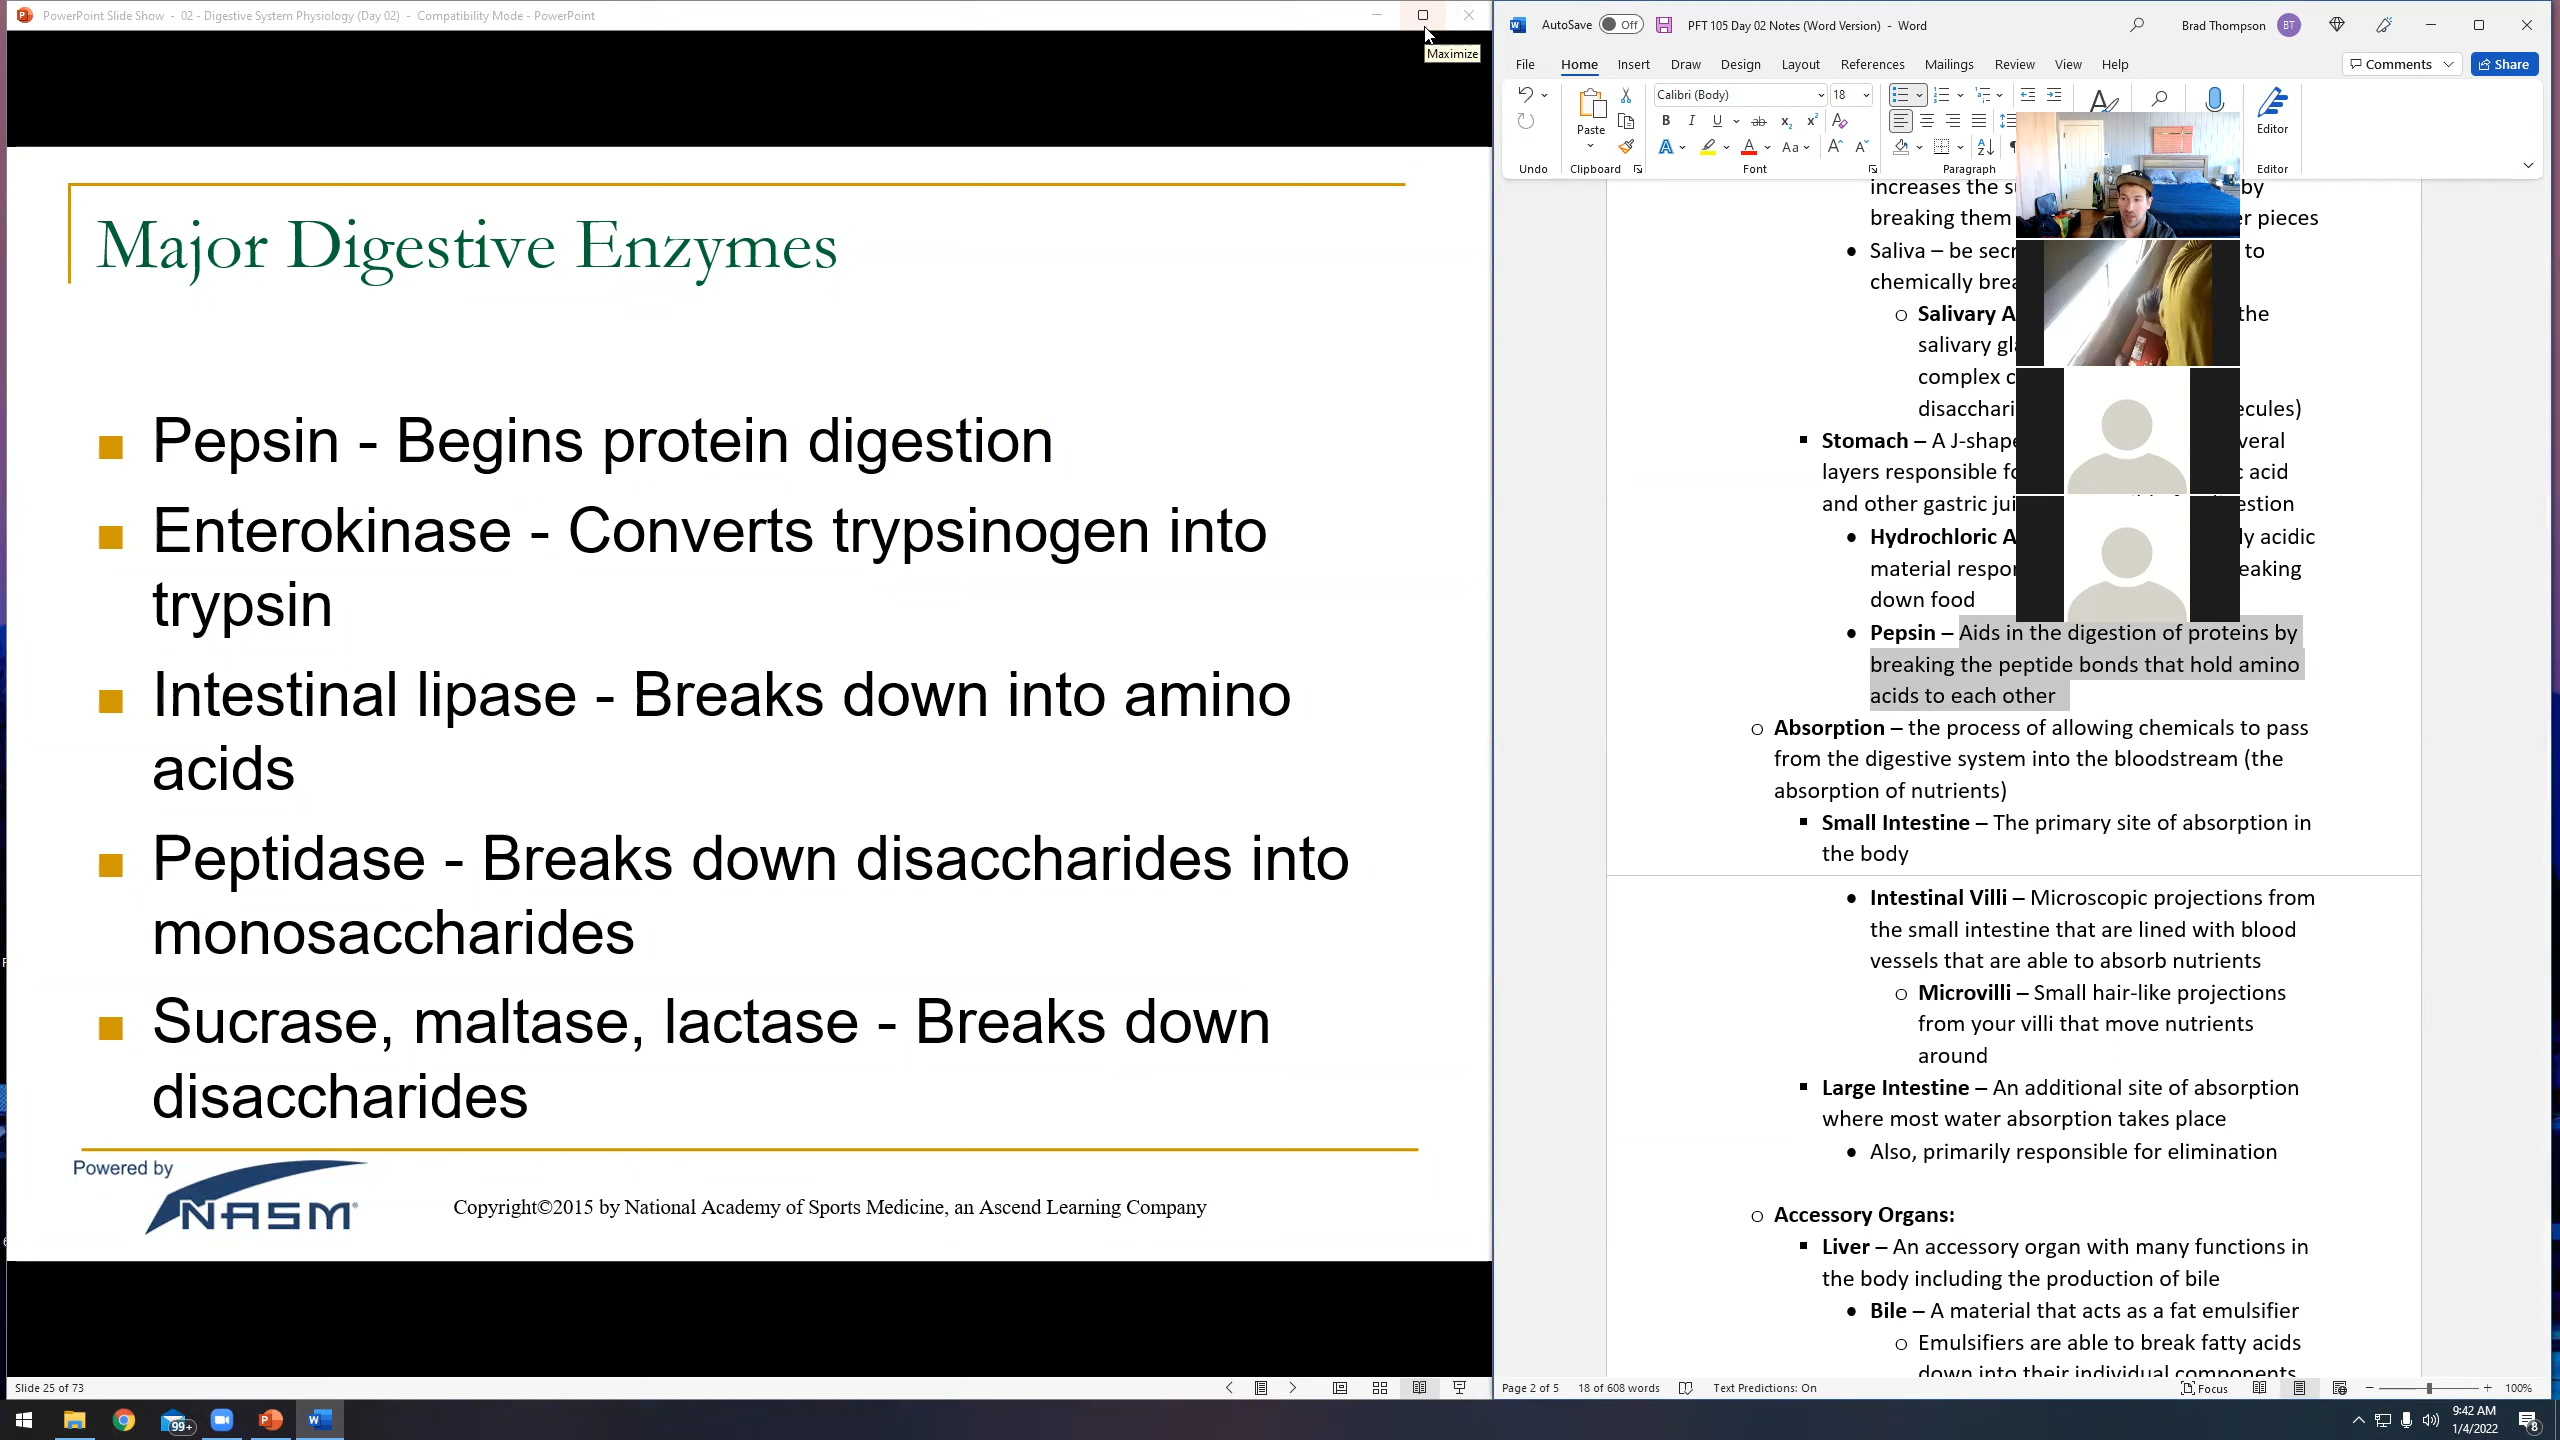 PowerPoint Slide Show - 02 - Digestive System Physiology (Day 02) - Compatibility Mode - PowerPoint
Maximize
Major Digestive Enzymes
Pepsin - Begins protein digestion
Enterokinase - Converts trypsinogen into
trypsin
Intestinal lipase - Breaks down into amino
acids
Peptidase - Breaks down disaccharides into
monosaccharides
Sucrase, maltase, lactase - Breaks down
disaccharides
Powered by
NASM
Copyright©2015 by National Academy of Sports Medicine, an Ascend Learning Company
Slide 25 of 73
AutoSave Off PFT 105 Day 02 Notes (Word Version) - Word Brad Thompson BT
File Home Insert Draw Design Layout References Mailings Review View Help Comments Share
Calibri (Body) 18
Paste Editor
Undo Clipboard Font Paragraph Editor
increases the by
breaking them pieces
Saliva – be to
chemically
Salivary the
salivary
complex
Stomach – A
layers responsible acid
and other gastric
Hydrochloric acidic
material
down food
Pepsin – Aids in the digestion of proteins by
breaking the peptide bonds that hold amino
acids to each other
Absorption – the process of allowing chemicals to pass
from the digestive system into the bloodstream (the
absorption of nutrients)
Small Intestine – The primary site of absorption in
the body
Intestinal Villi – Microscopic projections from
the small intestine that are lined with blood
vessels that are able to absorb nutrients
Microvilli – Small hair-like projections
from your villi that move nutrients
around
Large Intestine – An additional site of absorption
where most water absorption takes place
Also, primarily responsible for elimination
Accessory Organs:
Liver – An accessory organ with many functions in
the body including the production of bile
Bile – A material that acts as a fat emulsifier
Emulsifiers are able to break fatty acids
down into their individual components
Page 2 of 5 18 of 608 words Text Predictions: On Focus 100%
99+
9:42 AM
1/4/2022
8